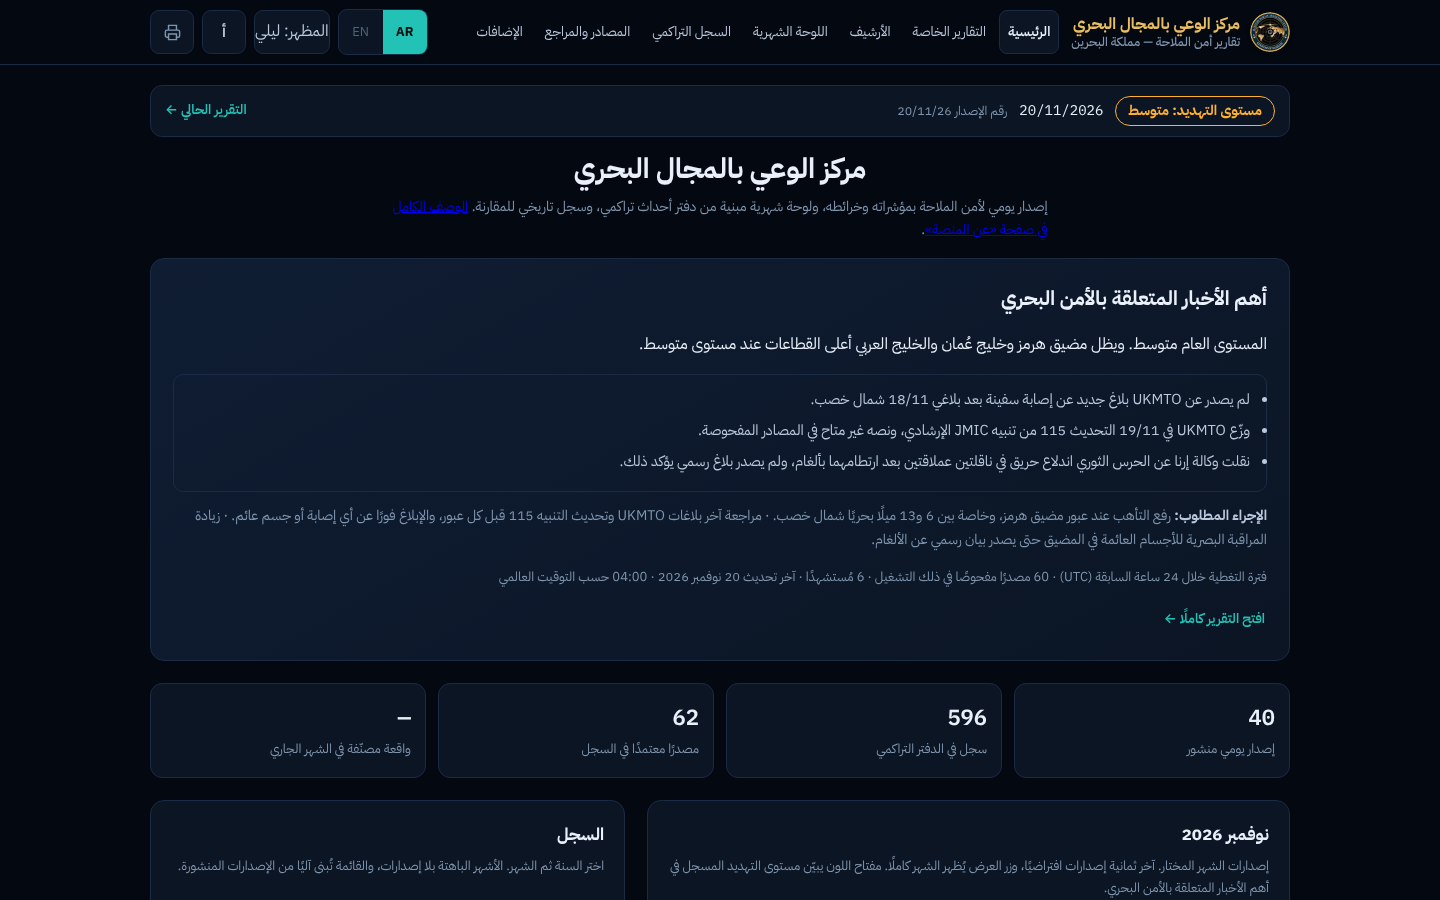 مركز الوعي بالمجال البحري
تقارير أمن الملاحة — مملكة البحرين
الرئيسية
التقارير الخاصة
الأرشيف
اللوحة الشهرية
السجل التراكمي
المصادر والمراجع
الإضافات
AR
EN
المظهر: ليلي
أ
مستوى التهديد: متوسط
20/11/2026
رقم الإصدار 20/11/26
التقرير الحالي ←
مركز الوعي بالمجال البحري
إصدار يومي لأمن الملاحة بمؤشراته وخرائطه، ولوحة شهرية مبنية من دفتر أحداث تراكمي، وسجل تاريخي للمقارنة. الوصف الكامل
في صفحة «عن المنصة».
أهم الأخبار المتعلقة بالأمن البحري
المستوى العام متوسط. ويظل مضيق هرمز وخليج عُمان والخليج العربي أعلى القطاعات عند مستوى متوسط.
• لم يصدر عن UKMTO بلاغ جديد عن إصابة سفينة بعد بلاغي 18/11 شمال خصب.
• وزّع UKMTO في 19/11 التحديث 115 من تنبيه JMIC الإرشادي، ونصه غير متاح في المصادر المفحوصة.
• نقلت وكالة إرنا عن الحرس الثوري اندلاع حريق في ناقلتين عملاقتين بعد ارتطامهما بألغام، ولم يصدر بلاغ رسمي يؤكد ذلك.
الإجراء المطلوب: رفع التأهب عند عبور مضيق هرمز، وخاصة بين 6 و13 ميلًا بحريًا شمال خصب. · مراجعة آخر بلاغات UKMTO وتحديث التنبيه 115 قبل كل عبور، والإبلاغ فورًا عن أي إصابة أو جسم عائم. · زيادة
المراقبة البصرية للأجسام العائمة في المضيق حتى يصدر بيان رسمي عن الألغام.
فترة التغطية خلال 24 ساعة السابقة (UTC) · 60 مصدرًا مفحوصًا في ذلك التشغيل · 6 مُستشهدًا · آخر تحديث 20 نوفمبر 2026 · 04:00 حسب التوقيت العالمي
افتح التقرير كاملًا ←
40
إصدار يومي منشور
596
سجل في الدفتر التراكمي
62
مصدرًا معتمدًا في السجل
—
واقعة مصنّفة في الشهر الجاري
نوفمبر 2026
إصدارات الشهر المختار. آخر ثمانية إصدارات افتراضيًا، وزر العرض يُظهر الشهر كاملًا. مفتاح اللون يبيّن مستوى التهديد المسجل في
أهم الأخبار المتعلقة بالأمن البحري.
السجل
اختر السنة ثم الشهر. الأشهر الباهتة بلا إصدارات، والقائمة تُبنى آليًا من الإصدارات المنشورة.